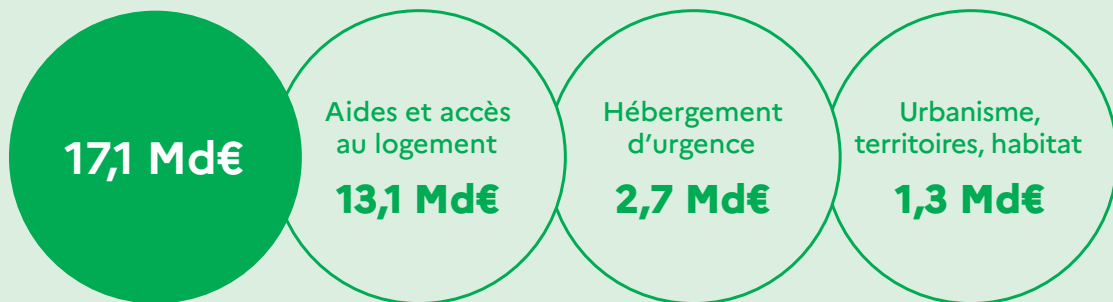 17,1 Md€
Aides et accès
au logement
13,1 Md€
Hébergement
d’urgence
2,7 Md€
Urbanisme,
territoires, habitat
1,3 Md€